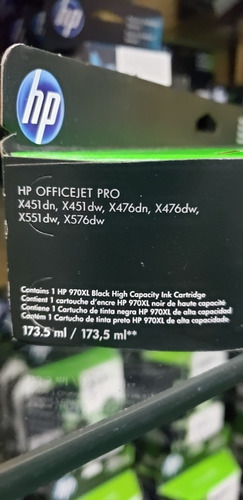 hp
HP OFFICEJET PRO
X451dn, X451dw, X476dn, X476dw,
X551dw, X576dw
Contains 1 HP 970XL Black High Capacity Ink Cartridge
Contient 1 cartouche d'encre HP 970XL noir de haute capacité
Contiene 1 Cartucho de tinta negra HP 970XL de alta capacidad
Contém 1 Cartucho de tinta preto HP 970XL de alta capacidade
173.5 ml / 173,5 ml**